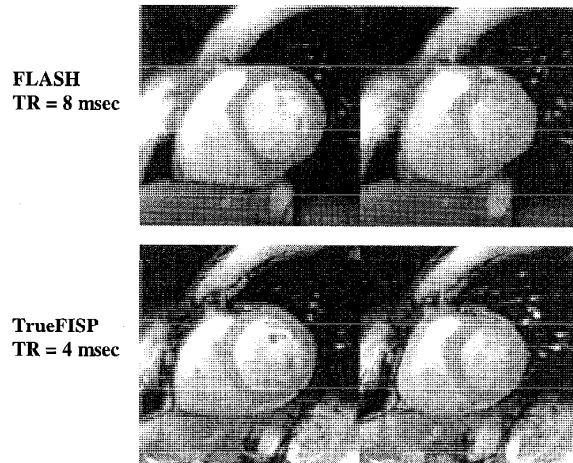 FLASH
TR = 8 msec
TrueFISP
TR = 4 msec